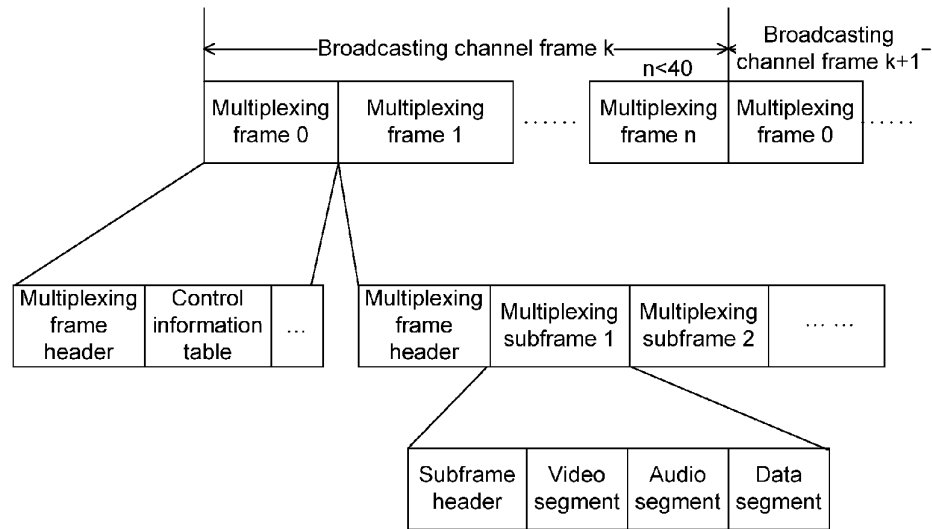 Broadcasting channel frame k
Broadcasting
channel frame k+1
n<40
Multiplexing
frame 0
Multiplexing
frame 1
......
Multiplexing
frame n
Multiplexing
frame 0
......
Multiplexing
frame
header
Control
information
table
...
Multiplexing
frame
header
Multiplexing
subframe 1
Multiplexing
subframe 2
... ...
Subframe
header
Video
segment
Audio
segment
Data
segment